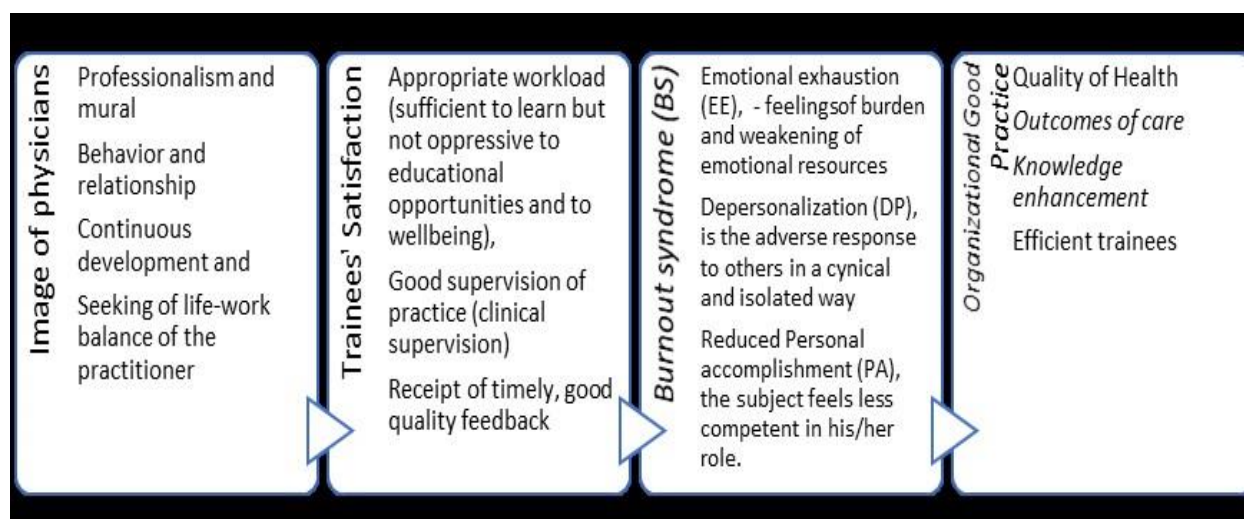 Image of physicians
Professionalism and
mural
Behavior and
relationship
Continuous
development and
Seeking of life-work
balance of the
practitioner
Trainees' Satisfaction
Appropriate workload
(sufficient to learn but
not oppressive to
educational
opportunities and to
wellbeing),
Good supervision of
practice (clinical
supervision)
Receipt of timely, good
quality feedback
Burnout syndrome (BS)
Emotional exhaustion
(EE), - feelingsof burden
and weakening of
emotional resources
Depersonalization (DP),
is the adverse response
to others in a cynical
and isolated way
Reduced Personal
accomplishment (PA),
the subject feels less
competent in his/her
role.
Organizational Good
Practice
Quality of Health
Outcomes of care
Knowledge
enhancement
Efficient trainees